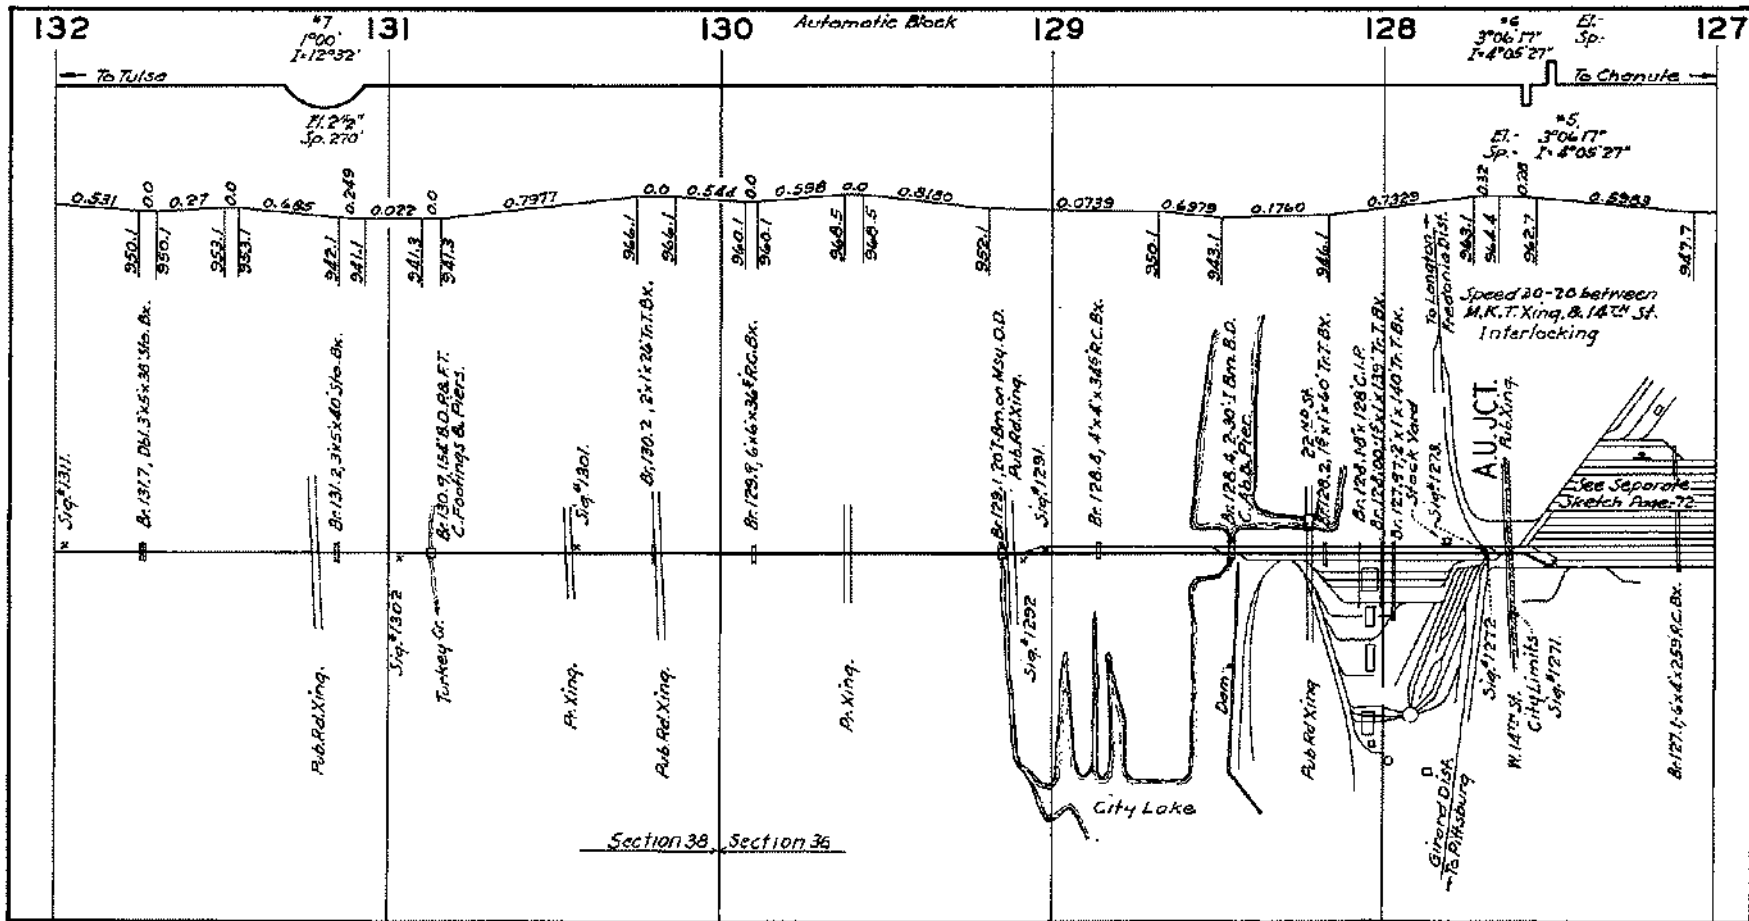 132
131
130
129
128
127
Automatic Block
#7
1°00'
I=12°32'
#6
3°06'17"
I=4°05'27"
El.-
Sp.-
← To Tulsa
To Chanute →
El. 2½"
Sp. 270'
#5
El.- 3°06'17"
Sp.- I=4°05'27"
0.531
0.0
0.27
0.0
0.685
0.249
0.022
0.0
0.7977
0.0
0.544
0.0
0.598
0.0
0.8180
0.0739
0.6979
0.1760
0.7329
0.32
0.28
0.5983
950.1
950.1
953.1
953.1
942.1
941.1
941.3
941.3
966.1
966.1
960.1
960.1
968.5
968.5
952.1
950.1
943.1
946.1
963.1
964.4
962.7
947.7
To Longton
Fredonia Dist.
Speed 20-20 between
M.K.T. Xing. & 14TH St.
Interlocking
Sig. #1311.
Br. 131.7, Dbl. 3'x5'x38' Sto. Bx.
Br. 131.2, 3'x5'x40' Sto. Bx.
Br. 130.9, 154' B.D.P.& F.T.
C. Footings & Piers.
Sig. #1301.
Br. 130.2, 2'x1'x26' Tr.T. Bx.
Br. 129.9, 6'x6'x36' R.C. Bx.
Br. 129.1, 20' T-Bm. on Msy. O.D.
Pub. Rd Xing.
Sig. #1291.
Br. 128.8, 4'x4'x34' R.C. Bx.
Br. 128.4, 2-30' I Bm. B.D.
C. Ab. & Pier.
22ND St.
Br. 128.2, 1½'x1'x60' Tr.T. Bx.
Br. 128.1, 18"x128' C.I.P.
Br. 128.00, 1½'x1'x139' Tr.T. Bx.
Br. 127.97, 2'x1'x140' Tr.T. Bx.
Stock Yard
Sig. #1273.
A.U. JCT.
Pub. Xing.
See Separate
Sketch Page 72
Pub Rd Xing.
Sig. #1302
Turkey Cr.
Pr. Xing.
Pub. Rd Xing.
Pr. Xing.
Sig. #1292
Dam
Pub Rd Xing
Sig. #1272
W. 14TH St.
City Limits
Sig. #1271.
Br. 127.1, 6'x4'x259' R.C. Bx.
Girard Dist.
To Pittsburg
City Lake
Section 38
Section 36